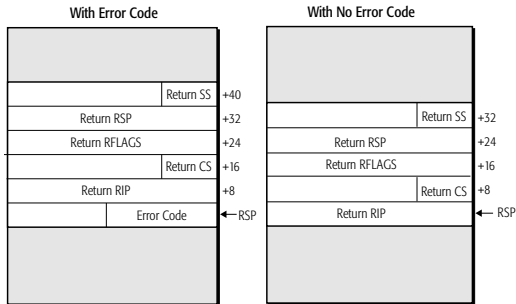 With Error Code
Return SS +40
Return RSP +32
Return RFLAGS +24
Return CS +16
Return RIP +8
Error Code RSP
With No Error Code
Return SS +32
Return RSP +24
Return RFLAGS +16
Return CS +8
Return RIP RSP